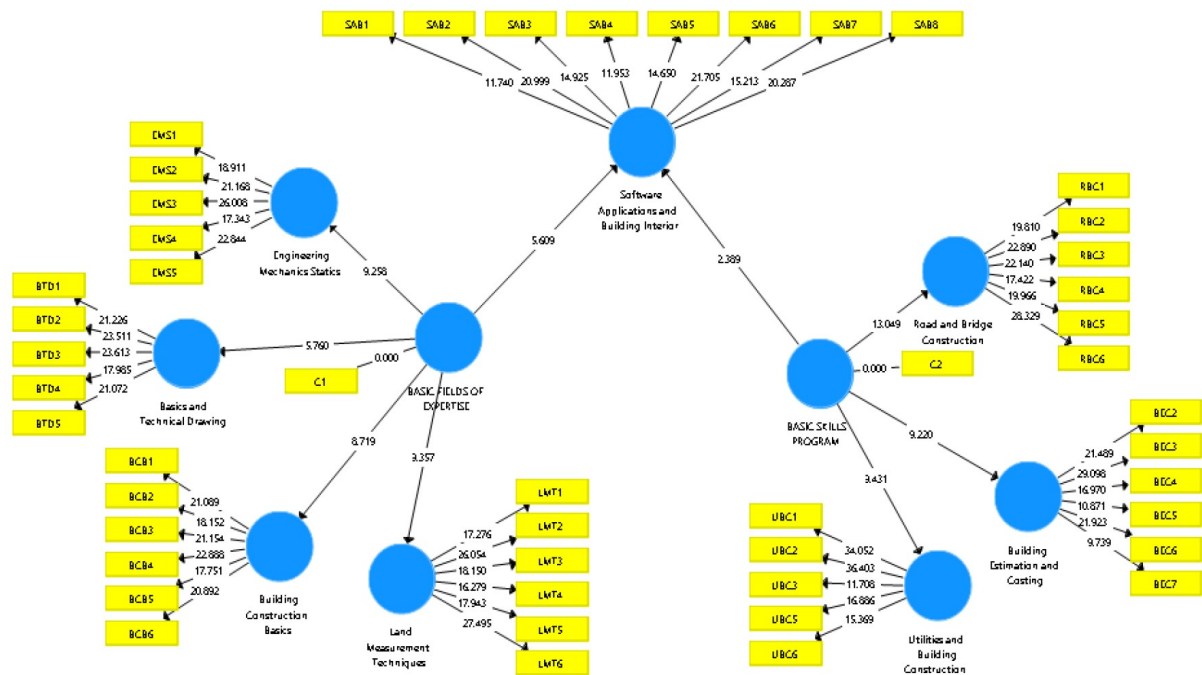 SAB1 SAB2 SAB3 SAB4 SAB5 SAB6 SAB7 SAB8
11.740 20.999 14.925 11.953 14.650 21.705 15.213 20.287
Software
Applications and
Building Interior
EMS1
EMS2
EMS3
EMS4
EMS5
18.911
21.168
26.008
17.343
22.844
Engineering
Mechanics Statics
9.258
5.609
2.389
RBC1
RBC2
RBC3
RBC4
RBC5
RBC6
19.810
22.890
22.140
17.422
19.966
28.329
Road and Bridge
Construction
13.049
BTD1
BTD2
BTD3
BTD4
BTD5
21.226
23.511
23.613
17.985
21.072
Basics and
Technical Drawing
5.760
0.000
C1
BASIC FIELDS OF
EXPERTISE
0.000
C2
BASIC SKILLS
PROGRAM
8.719
9.220
BCB1
BCB2
BCB3
BCB4
BCB5
BCB6
21.089
18.152
21.154
22.888
17.751
20.892
Building
Construction
Basics
LMT1
LMT2
LMT3
LMT4
LMT5
LMT6
17.276
26.054
18.150
16.279
17.943
27.495
Land
Measurement
Techniques
UBC1
UBC2
UBC3
UBC5
UBC6
34.052
36.403
11.708
16.886
15.369
Utilities and
Building
Construction
BEC2
BEC3
BEC4
BEC5
BEC6
BEC7
21.489
29.098
16.970
10.871
21.923
9.739
Building
Estimation and
Costing